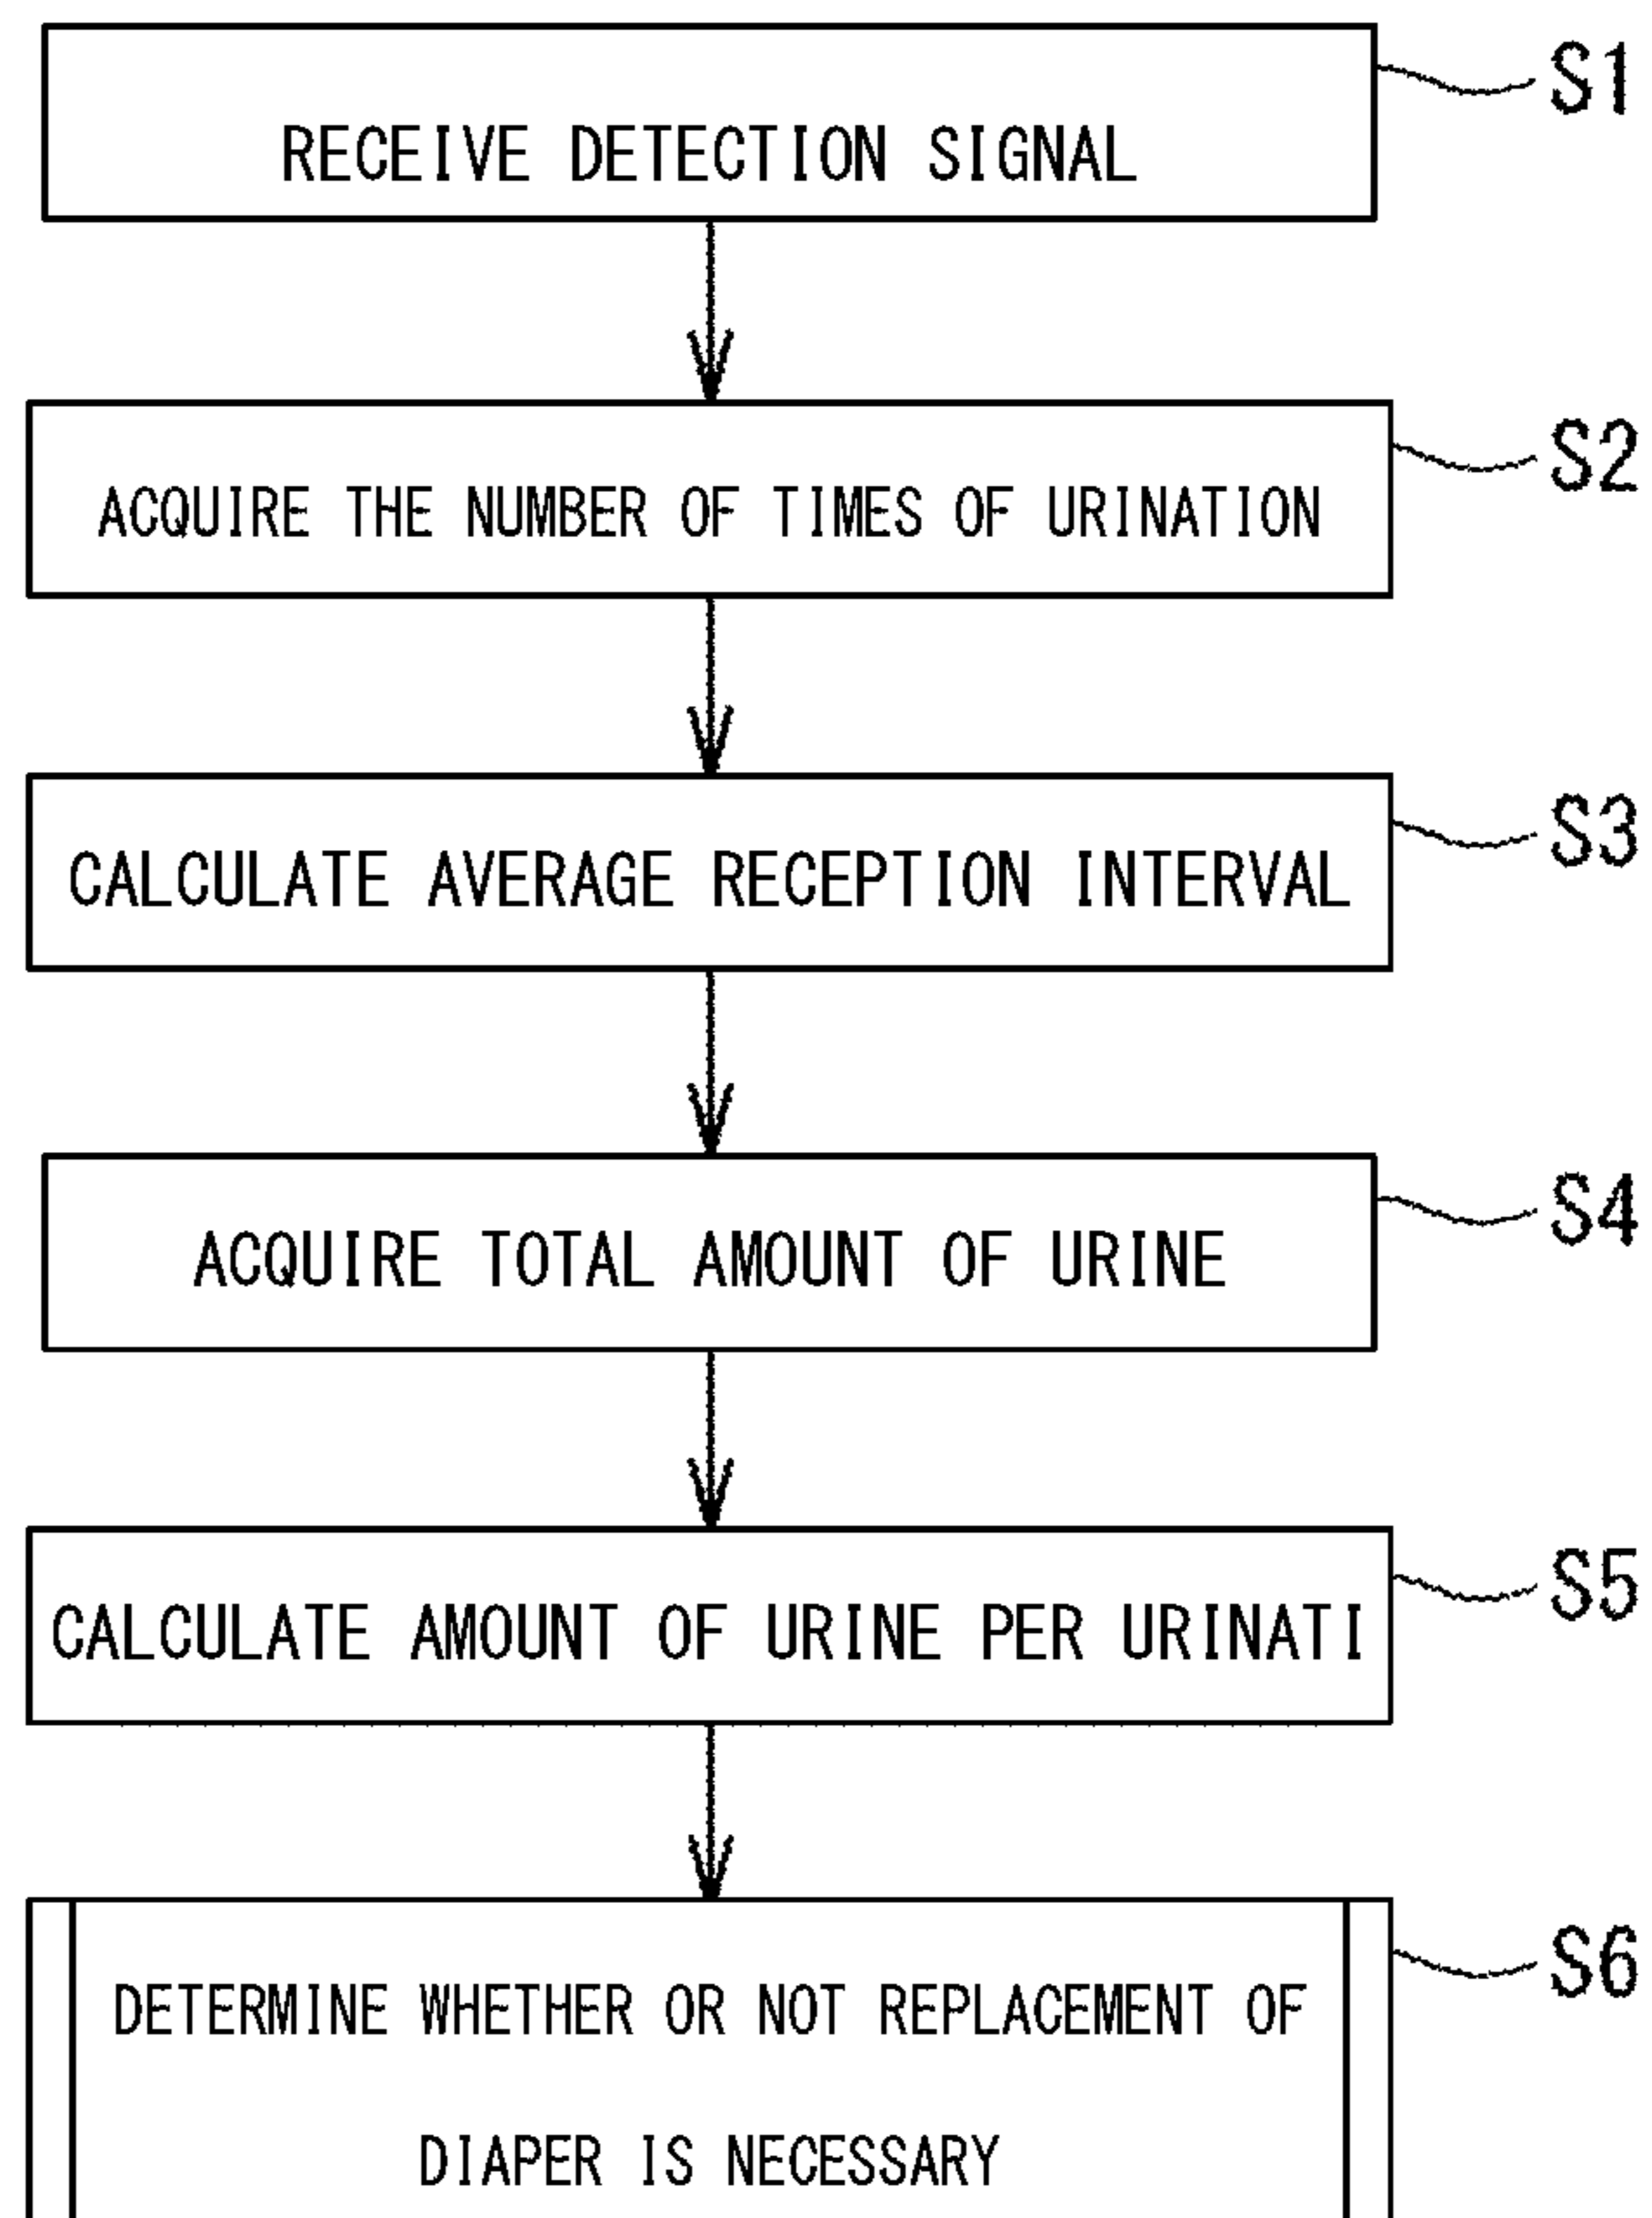 RECEIVE DETECTION SIGNAL S1
ACQUIRE THE NUMBER OF TIMES OF URINATION S2
CALCULATE AVERAGE RECEPTION INTERVAL S3
ACQUIRE TOTAL AMOUNT OF URINE S4
CALCULATE AMOUNT OF URINE PER URINATI S5
DETERMINE WHETHER OR NOT REPLACEMENT OF S6
DIAPER IS NECESSARY